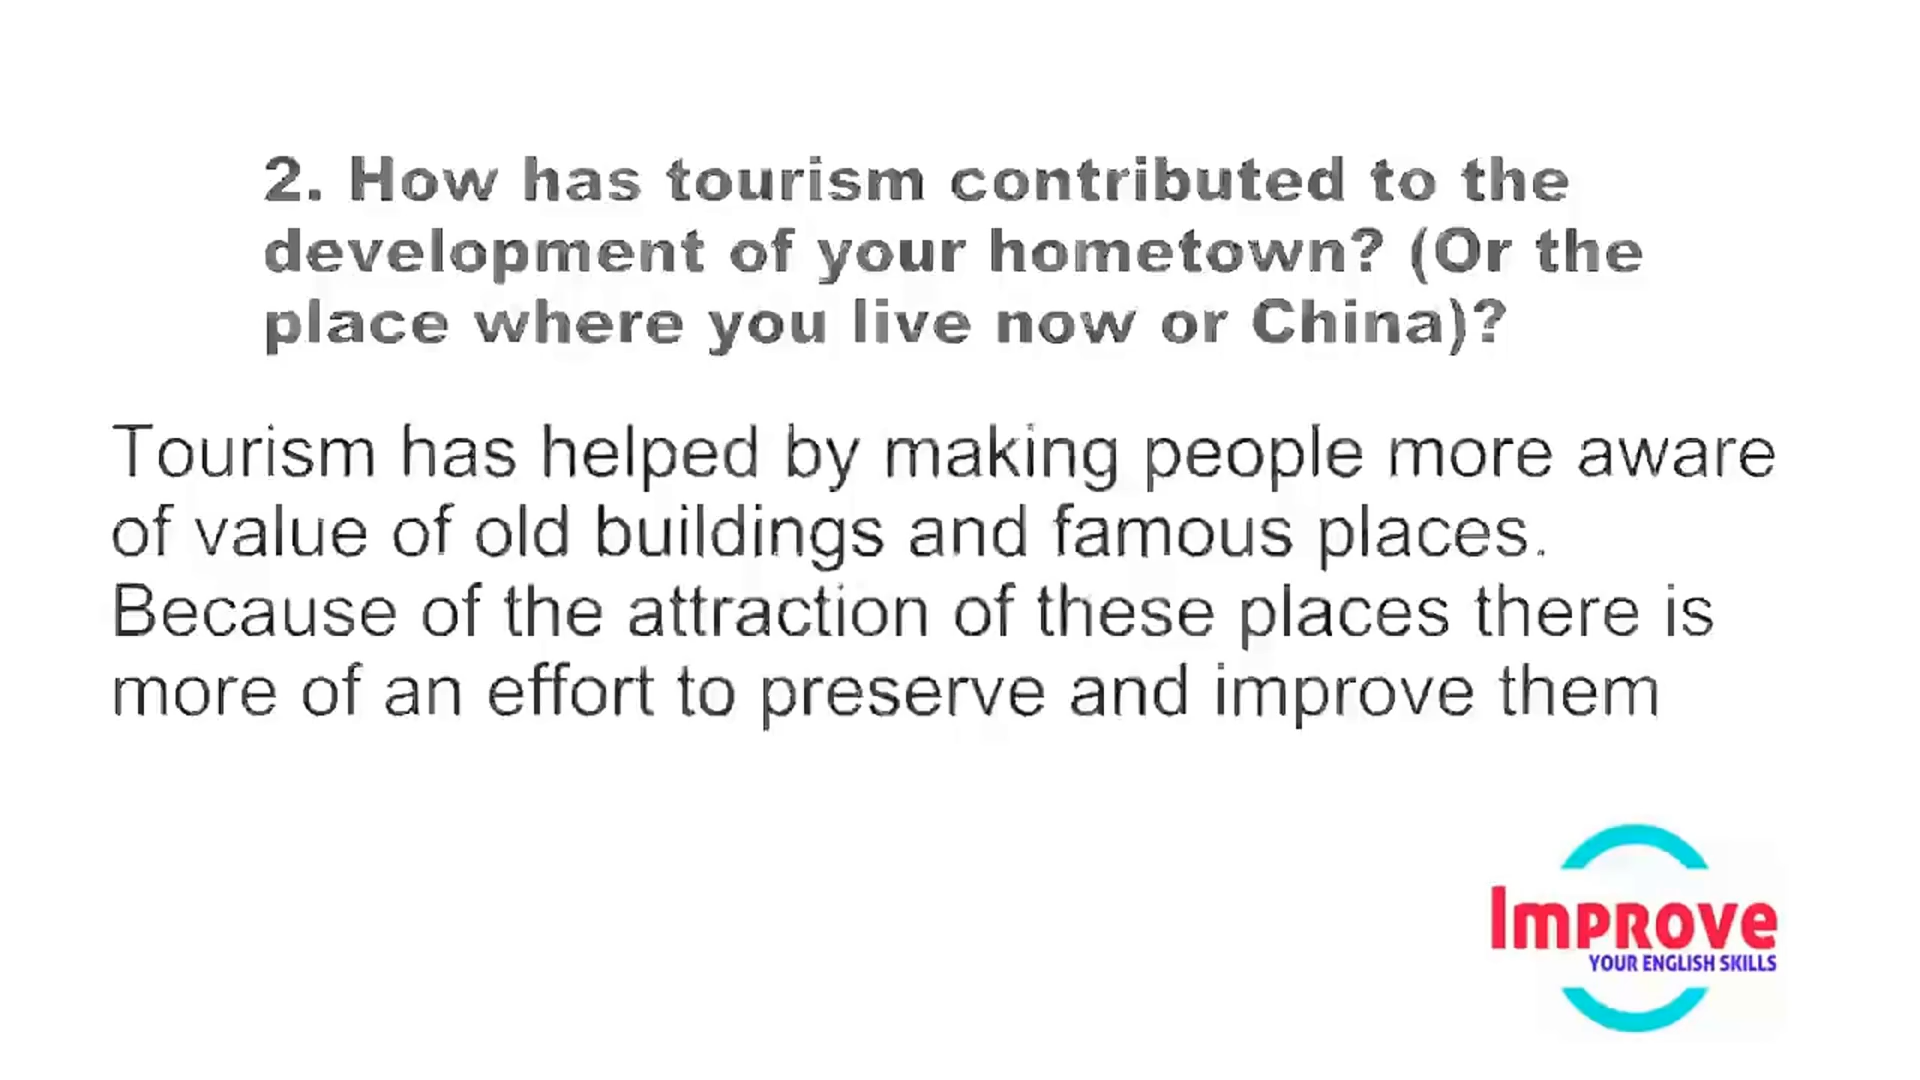 2. How has tourism contributed to the
development of your hometown? (Or the
place where you live now or China)?
Tourism has helped by making people more aware
of value of old buildings and famous places.
Because of the attraction of these places there is
more of an effort to preserve and improve them
Improve
YOUR ENGLISH SKILLS